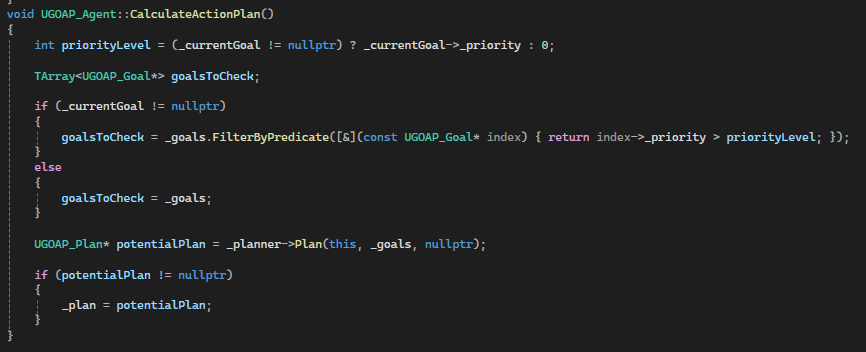 void UGOAP_Agent::CalculateActionPlan()
{
    int priorityLevel = (_currentGoal != nullptr) ? _currentGoal->_priority : 0;

    TArray<UGOAP_Goal*> goalsToCheck;

    if (_currentGoal != nullptr)
    {
        goalsToCheck = _goals.FilterByPredicate([&](const UGOAP_Goal* index) { return index->_priority > priorityLevel; });
    }
    else
    {
        goalsToCheck = _goals;
    }

    UGOAP_Plan* potentialPlan = _planner->Plan(this, _goals, nullptr);

    if (potentialPlan != nullptr)
    {
        _plan = potentialPlan;
    }
}